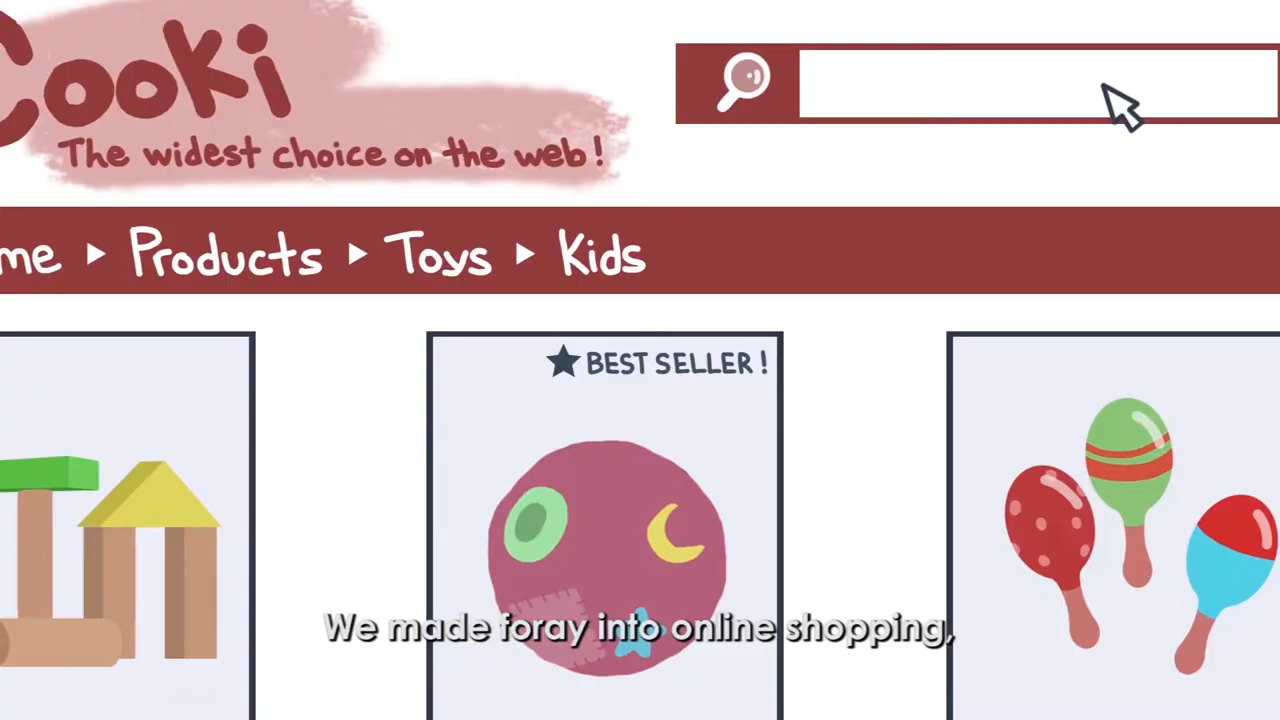 Cooki
The widest choice on the web!
me ▸ Products ▸ Toys ▸ Kids
★ BEST SELLER!
We made foray into online shopping,